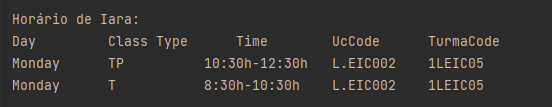 Horário de Iara:
Day Class Type Time UcCode TurmaCode
Monday TP 10:30h-12:30h L.EIC002 1LEIC05
Monday T 8:30h-10:30h L.EIC002 1LEIC05